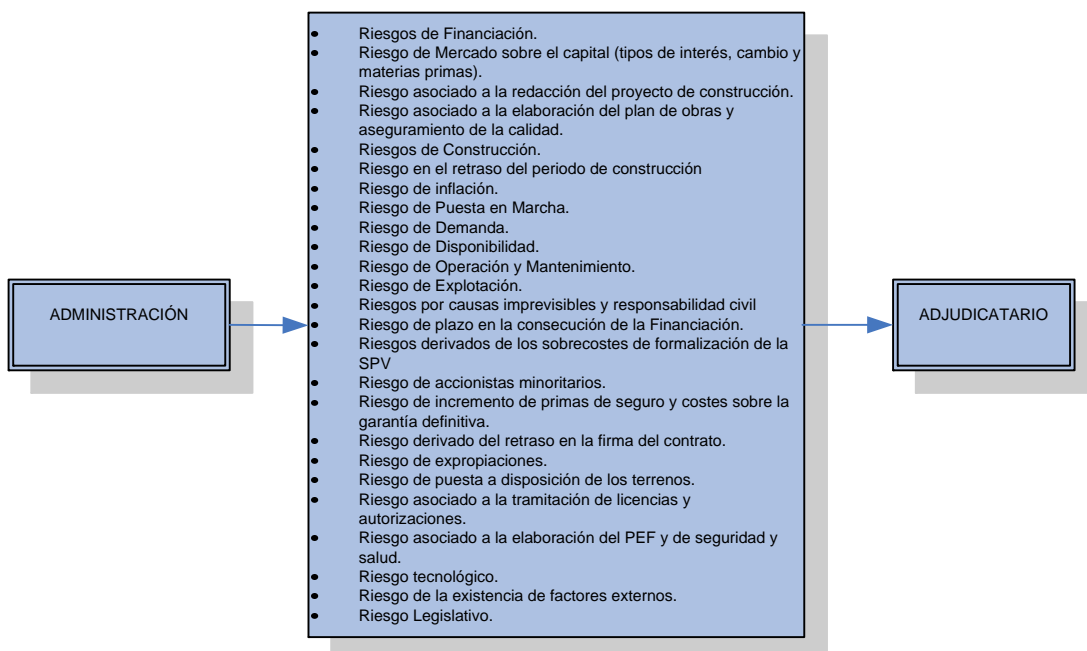 ADMINISTRACIÓN
• Riesgos de Financiación.
• Riesgo de Mercado sobre el capital (tipos de interés, cambio y
materias primas).
• Riesgo asociado a la redacción del proyecto de construcción.
• Riesgo asociado a la elaboración del plan de obras y
aseguramiento de la calidad.
• Riesgos de Construcción.
• Riesgo en el retraso del periodo de construcción
• Riesgo de inflación.
• Riesgo de Puesta en Marcha.
• Riesgo de Demanda.
• Riesgo de Disponibilidad.
• Riesgo de Operación y Mantenimiento.
• Riesgo de Explotación.
• Riesgos por causas imprevisibles y responsabilidad civil
• Riesgo de plazo en la consecución de la Financiación.
• Riesgos derivados de los sobrecostes de formalización de la
SPV
• Riesgo de accionistas minoritarios.
• Riesgo de incremento de primas de seguro y costes sobre la
garantía definitiva.
• Riesgo derivado del retraso en la firma del contrato.
• Riesgo de expropiaciones.
• Riesgo de puesta a disposición de los terrenos.
• Riesgo asociado a la tramitación de licencias y
autorizaciones.
• Riesgo asociado a la elaboración del PEF y de seguridad y
salud.
• Riesgo tecnológico.
• Riesgo de la existencia de factores externos.
• Riesgo Legislativo.
ADJUDICATARIO